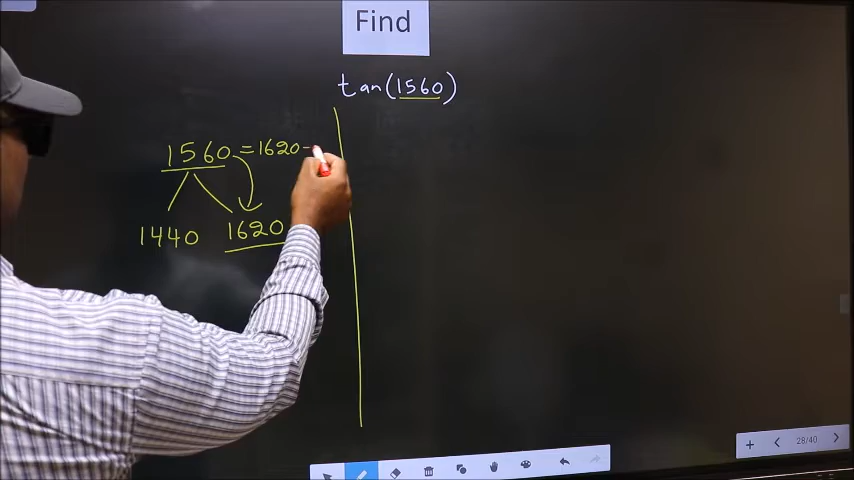 Find
tan(1560)
1560 = 1620 -
1440 1620
28/40